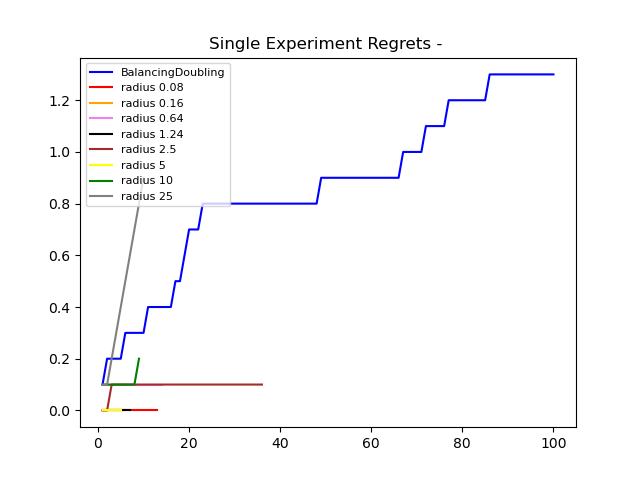 Single Experiment Regrets -
BalancingDoubling
radius 0.08
radius 0.16
radius 0.64
radius 1.24
radius 2.5
radius 5
radius 10
radius 25
1.2
1.0
0.8
0.6
0.4
0.2
0.0
0 20 40 60 80 100